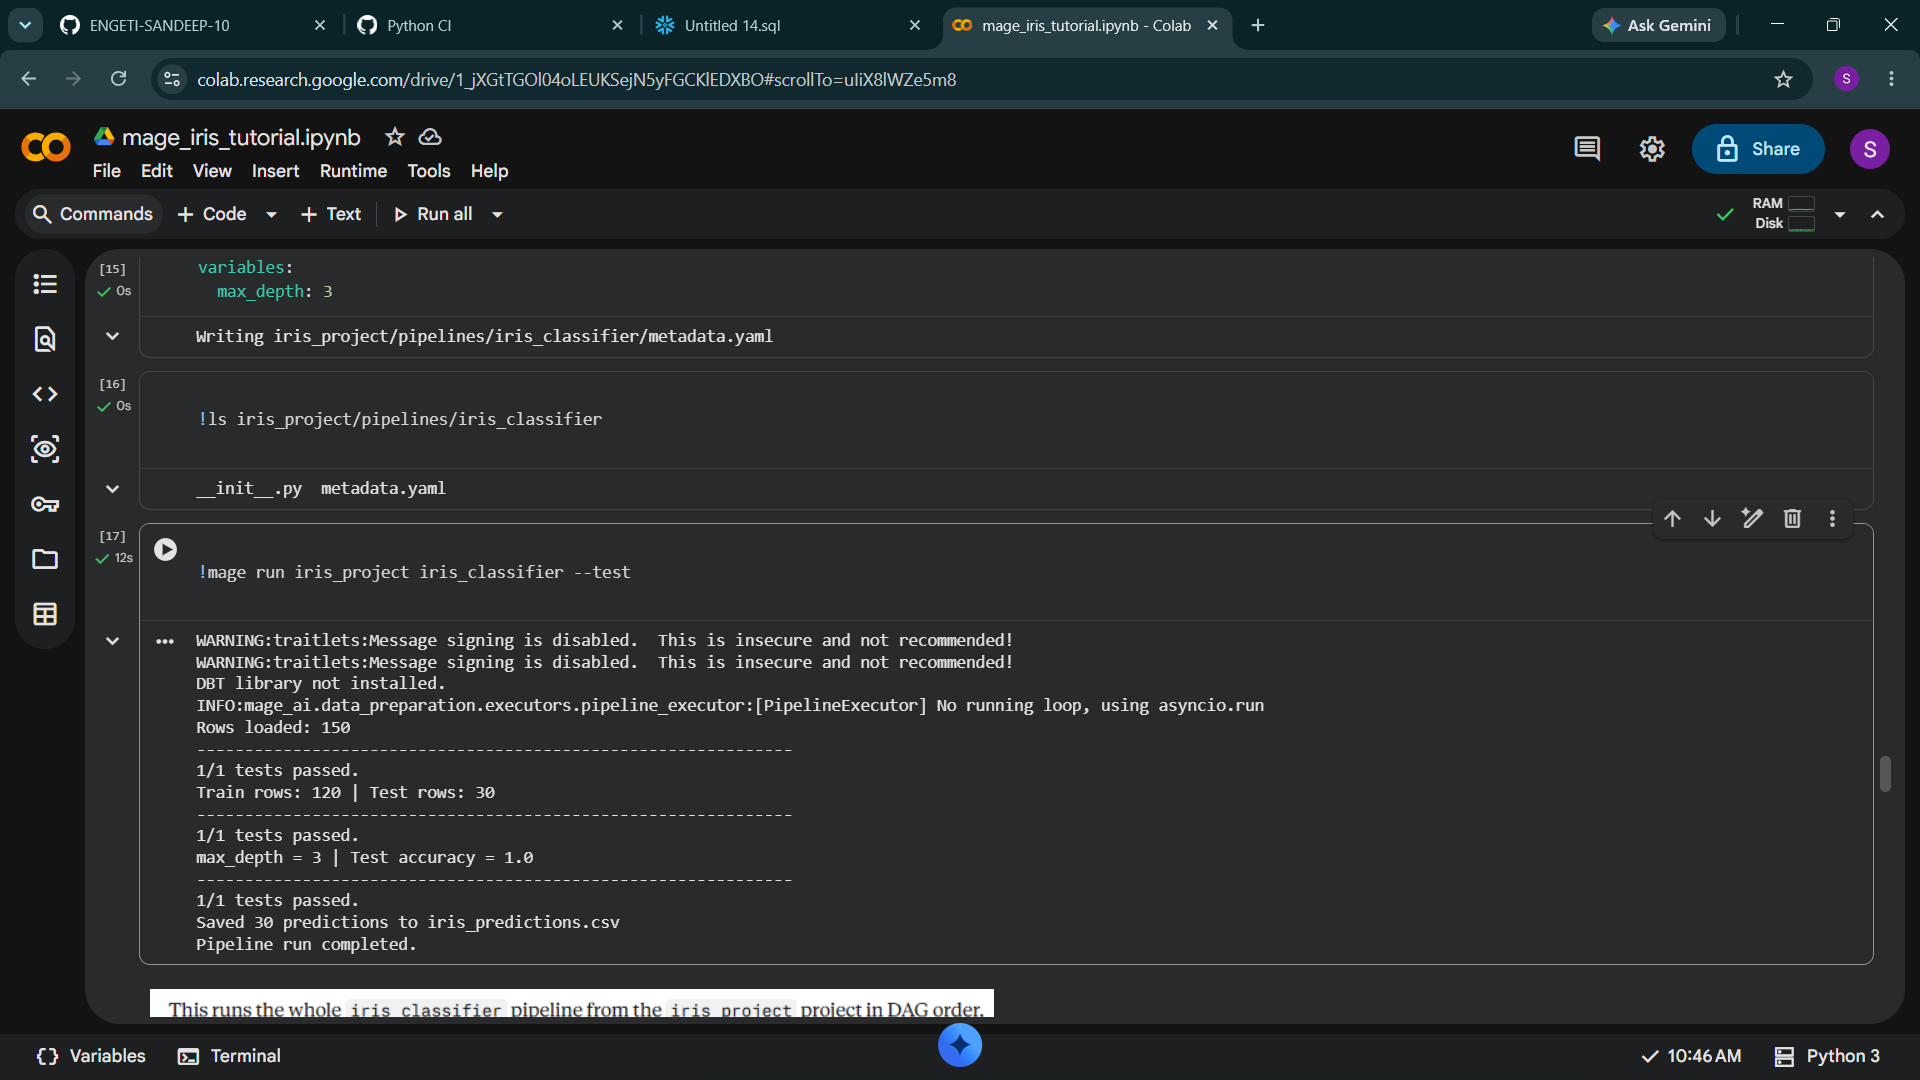 ENGETI-SANDEEP-10
Python CI
Untitled 14.sql
mage_iris_tutorial.ipynb - Colab
Ask Gemini
colab.research.google.com/drive/1_jXGtTGOl04oLEUKSejN5yFGCKlEDXBO#scrollTo=uIiX8lWZe5m8
S
mage_iris_tutorial.ipynb
File Edit View Insert Runtime Tools Help
Share
S
Commands + Code + Text Run all
RAM
Disk
[15]
0s
variables:
max_depth: 3
Writing iris_project/pipelines/iris_classifier/metadata.yaml
[16]
0s
!ls iris_project/pipelines/iris_classifier
__init__.py metadata.yaml
[17]
12s
!mage run iris_project iris_classifier --test
WARNING:traitlets:Message signing is disabled.  This is insecure and not recommended!
WARNING:traitlets:Message signing is disabled.  This is insecure and not recommended!
DBT library not installed.
INFO:mage_ai.data_preparation.executors.pipeline_executor:[PipelineExecutor] No running loop, using asyncio.run
Rows loaded: 150
--------------------------------------------------------------
1/1 tests passed.
Train rows: 120 | Test rows: 30
--------------------------------------------------------------
1/1 tests passed.
max_depth = 3 | Test accuracy = 1.0
--------------------------------------------------------------
1/1 tests passed.
Saved 30 predictions to iris_predictions.csv
Pipeline run completed.
This runs the whole iris_classifier pipeline from the iris_project project in DAG order.
Variables
Terminal
10:46 AM
Python 3